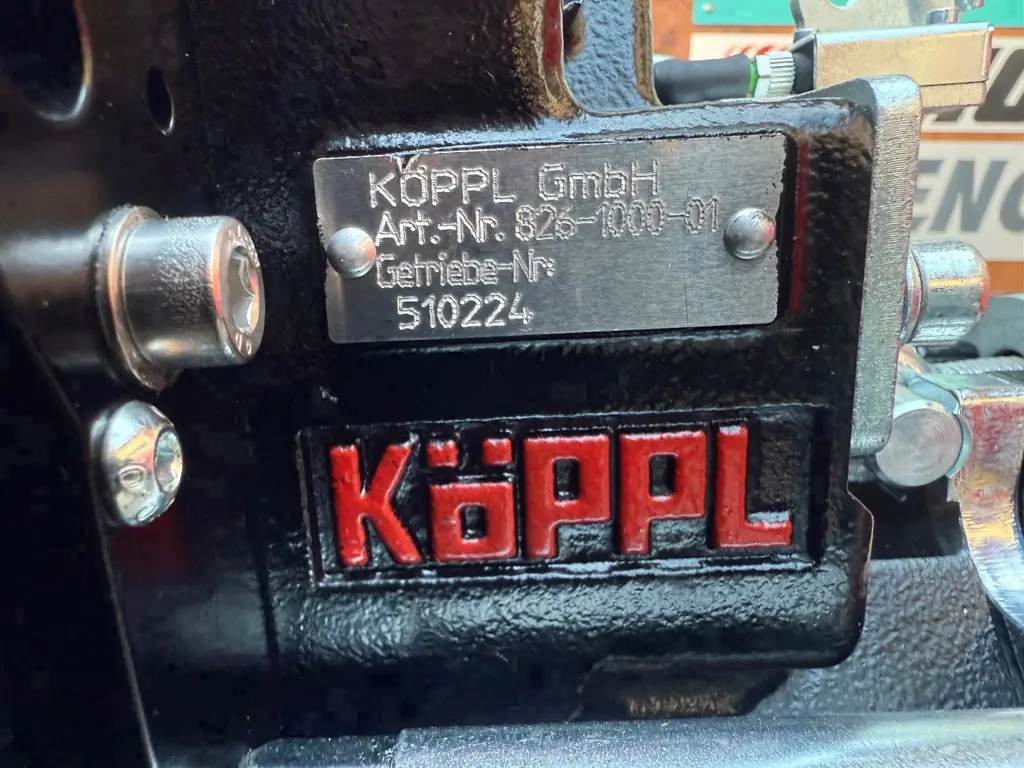 KÖPPL GmbH
Art.-Nr. 826-1000-01
Getriebe-Nr:
510224
KÖPPL